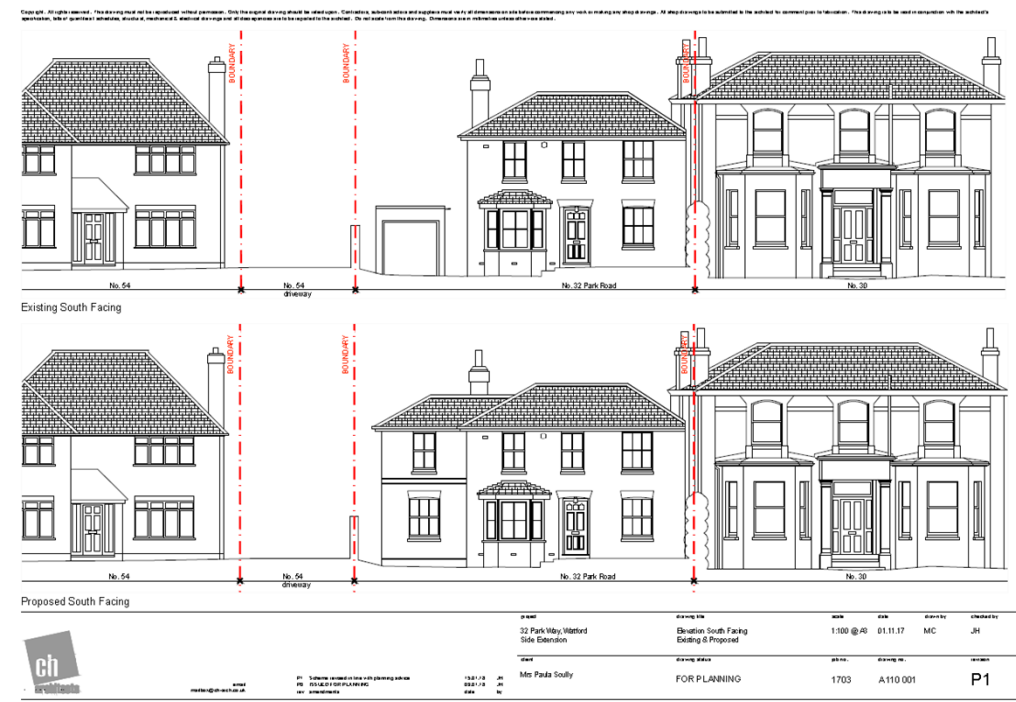 Copyright. All rights reserved. This drawing must not be reproduced without permission. Only the original drawing should be relied upon. Contractors, subcontractors and suppliers must verify all dimensions on site before commencing any work or making any shop drawings. All shop drawings to be submitted to the architect for comment prior to fabrication. This drawing is to be read in conjunction with the architect's
specification, bills of quantities / schedules, structural, mechanical & electrical drawings and all discrepancies are to be reported to the architect. Do not scale from this drawing. Dimensions are in millimetres unless otherwise stated.
BOUNDARY
BOUNDARY
BOUNDARY
No. 54
No. 54
driveway
No. 32 Park Road
No. 30
Existing South Facing
BOUNDARY
BOUNDARY
BOUNDARY
No. 54
No. 54
driveway
No. 32 Park Road
No. 30
Proposed South Facing
project
drawing title
scale
date
drawn by
checked by
32 Park Way, Watford
Side Extension
Elevation South Facing
Existing & Proposed
1:100 @ A3
01.11.17
MC
JH
client
drawing status
job no.
drawing no.
revision
Mrs Paula Scully
FOR PLANNING
1703
A110 001
P1
ch
architects
email
P1 Scheme revised in line with planning advice JH
P0 ISSUED FOR PLANNING JH
rev amendments date by